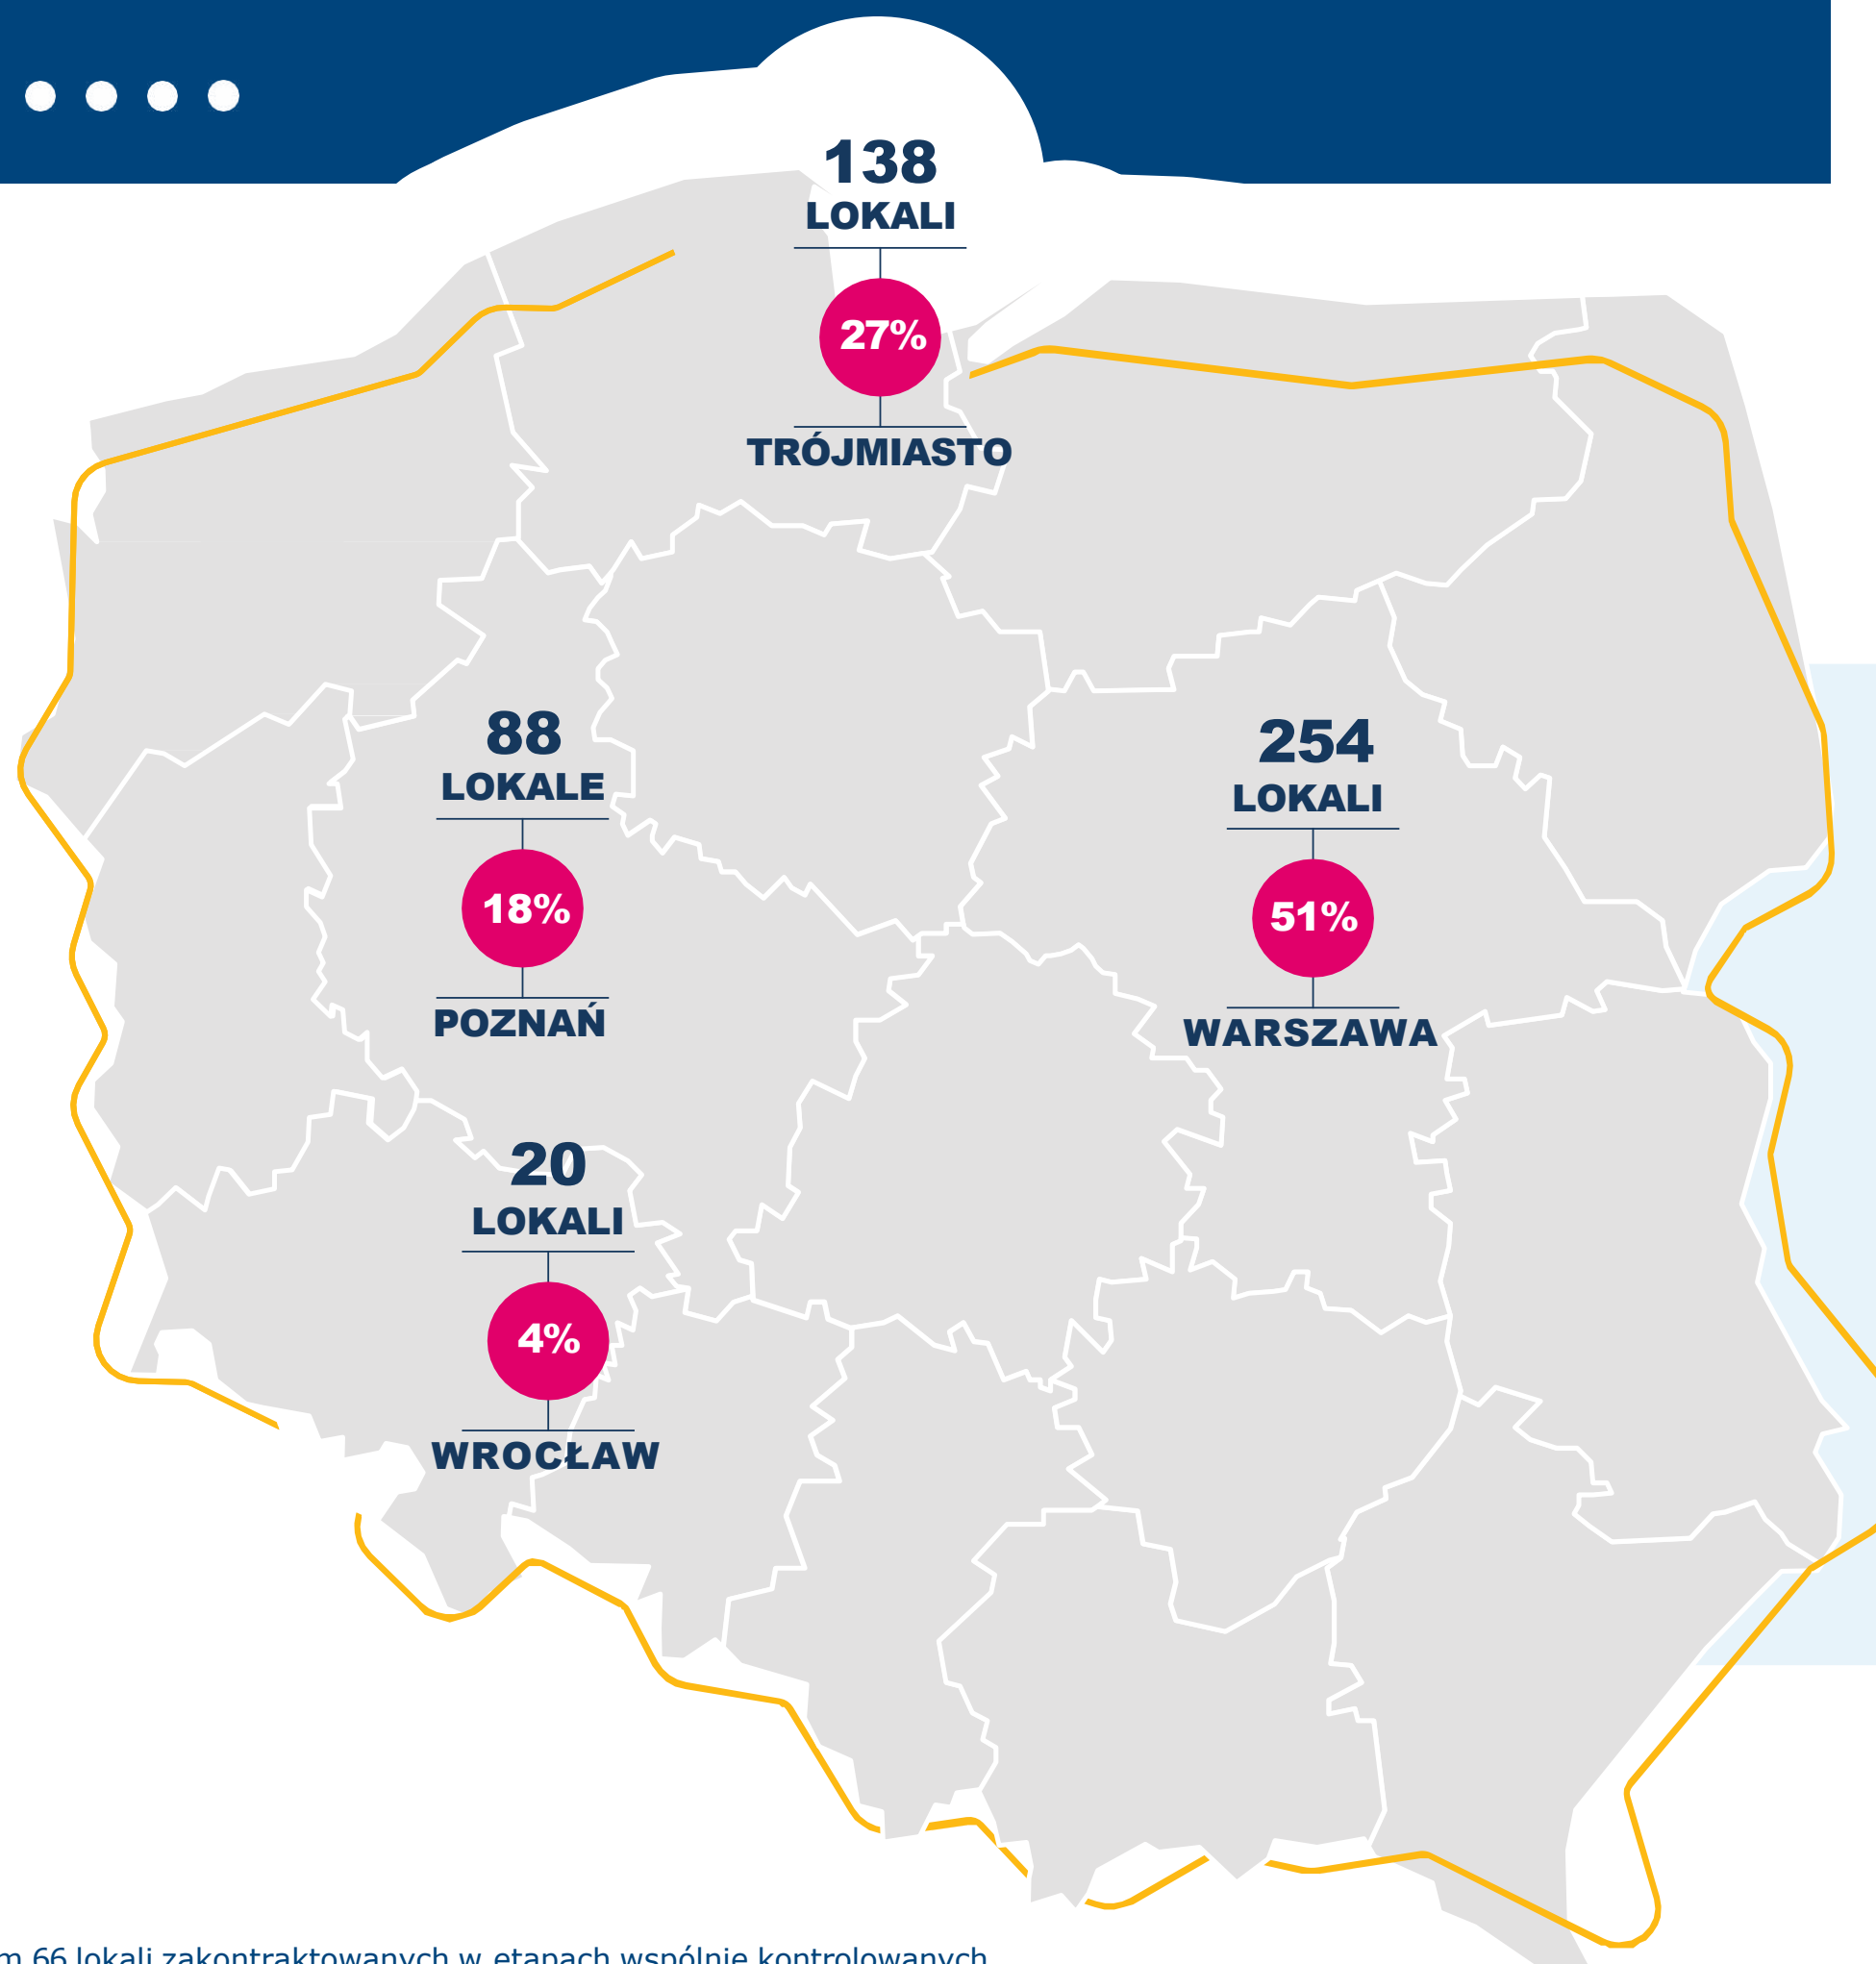 138
LOKALI
27%
TRÓJMIASTO
88
LOKALE
18%
POZNAŃ
254
LOKALI
51%
WARSZAWA
20
LOKALI
4%
WROCŁAW
66 lokali zakontraktowanych w etapach wspólnie kontrolowanych